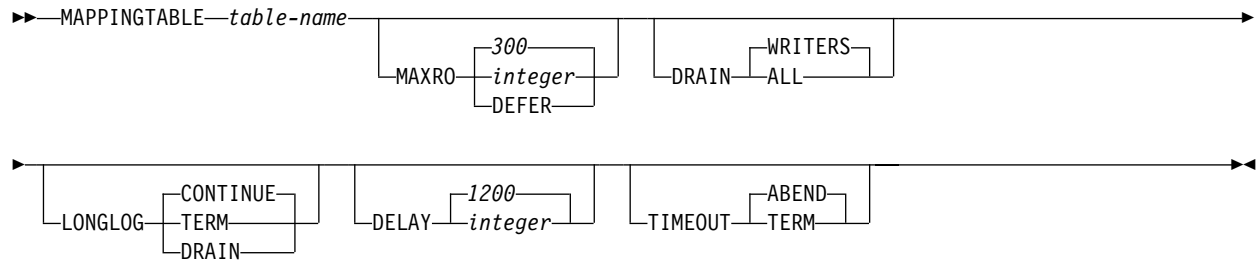 MAPPINGTABLE table-name
300 WRITERS
MAXRO integer DRAIN ALL
DEFER
CONTINUE 1200 ABEND
LONGLOG TERM DELAY integer TIMEOUT TERM
DRAIN